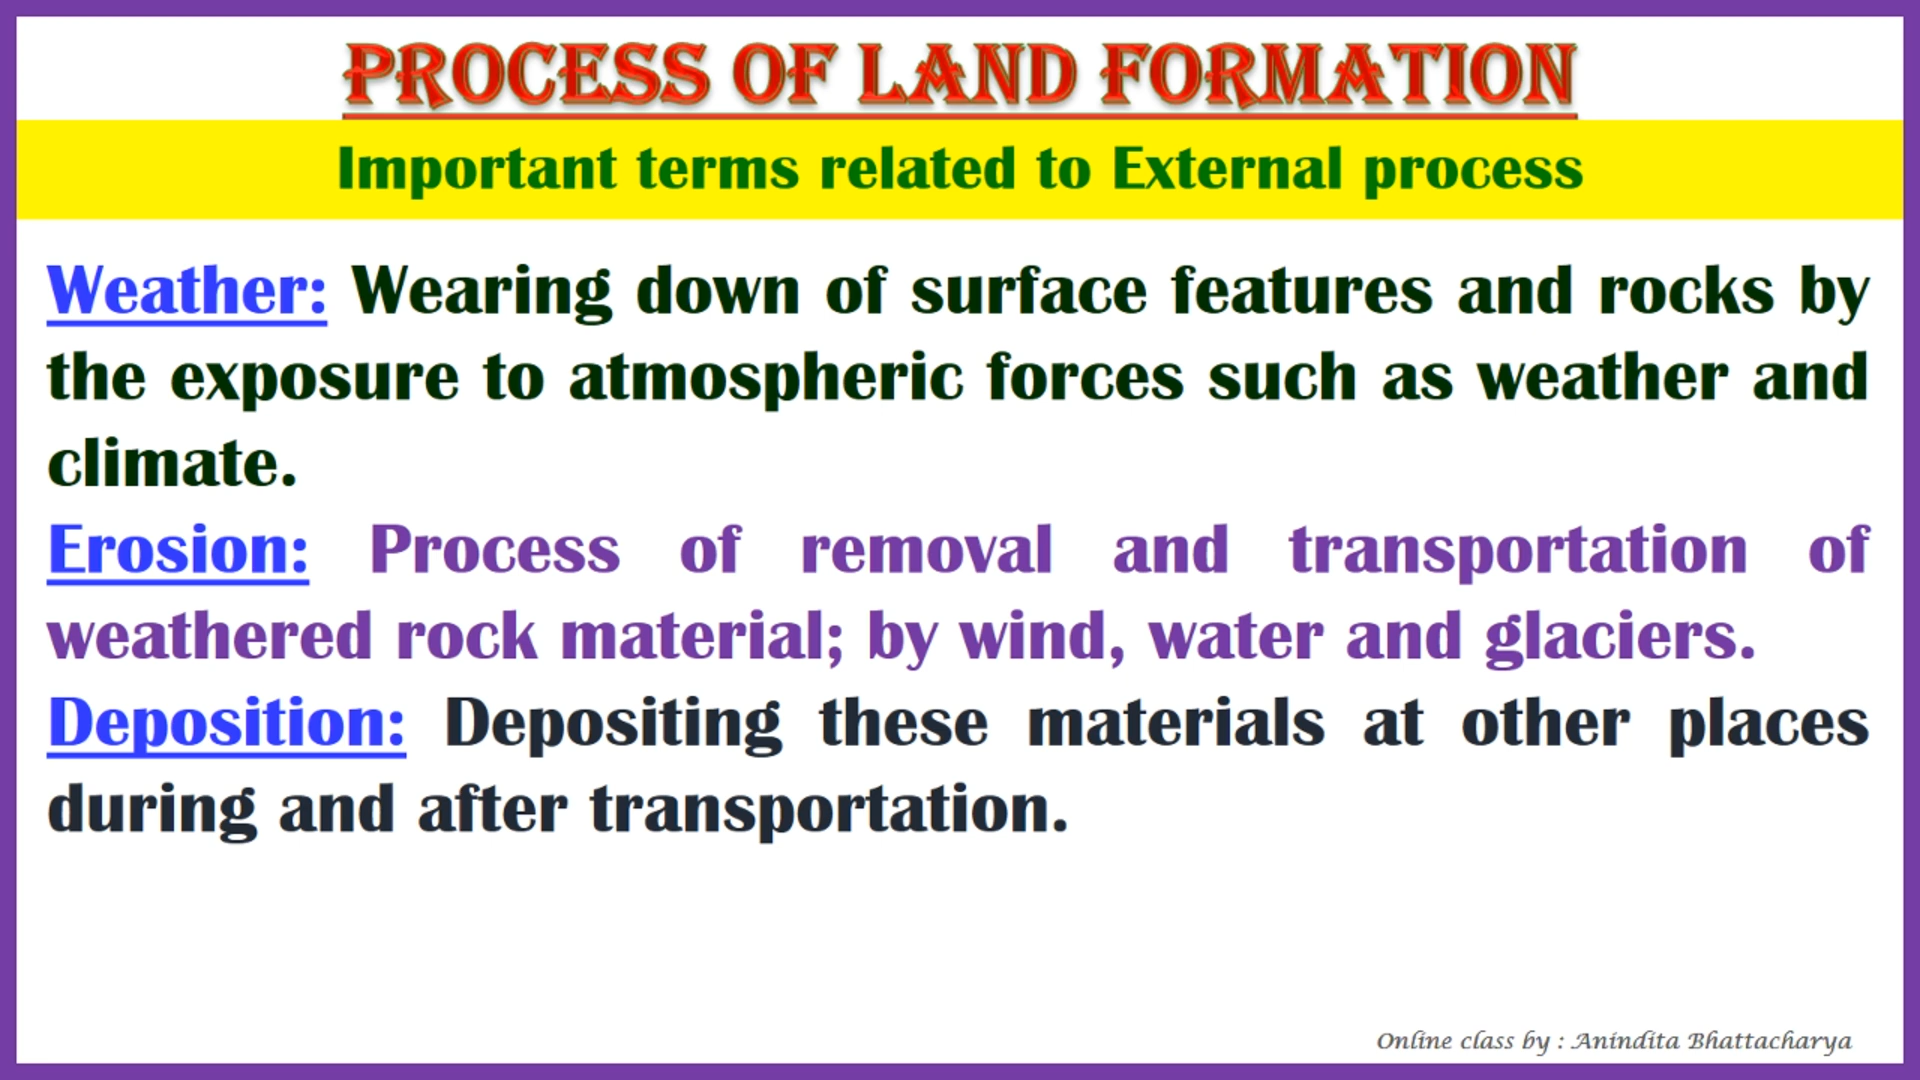 PROCESS OF LAND FORMATION
Important terms related to External process
Weather: Wearing down of surface features and rocks by
the exposure to atmospheric forces such as weather and
climate.
Erosion: Process of removal and transportation of
weathered rock material; by wind, water and glaciers.
Deposition: Depositing these materials at other places
during and after transportation.
Online class by : Anindita Bhattacharya